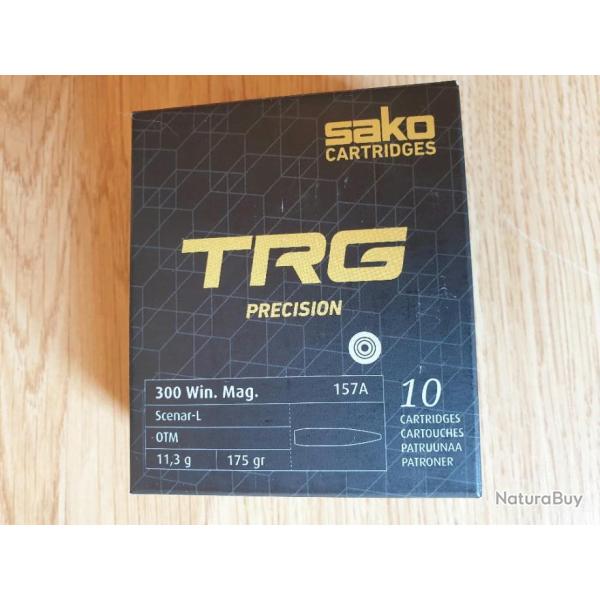 sako
CARTRIDGES
TRG
PRECISION
300 Win. Mag. 157A
Scenar-L
OTM
11,3 g 175 gr
10
CARTRIDGES
CARTOUCHES
PATRUUNAA
PATRONER
NaturaBuy